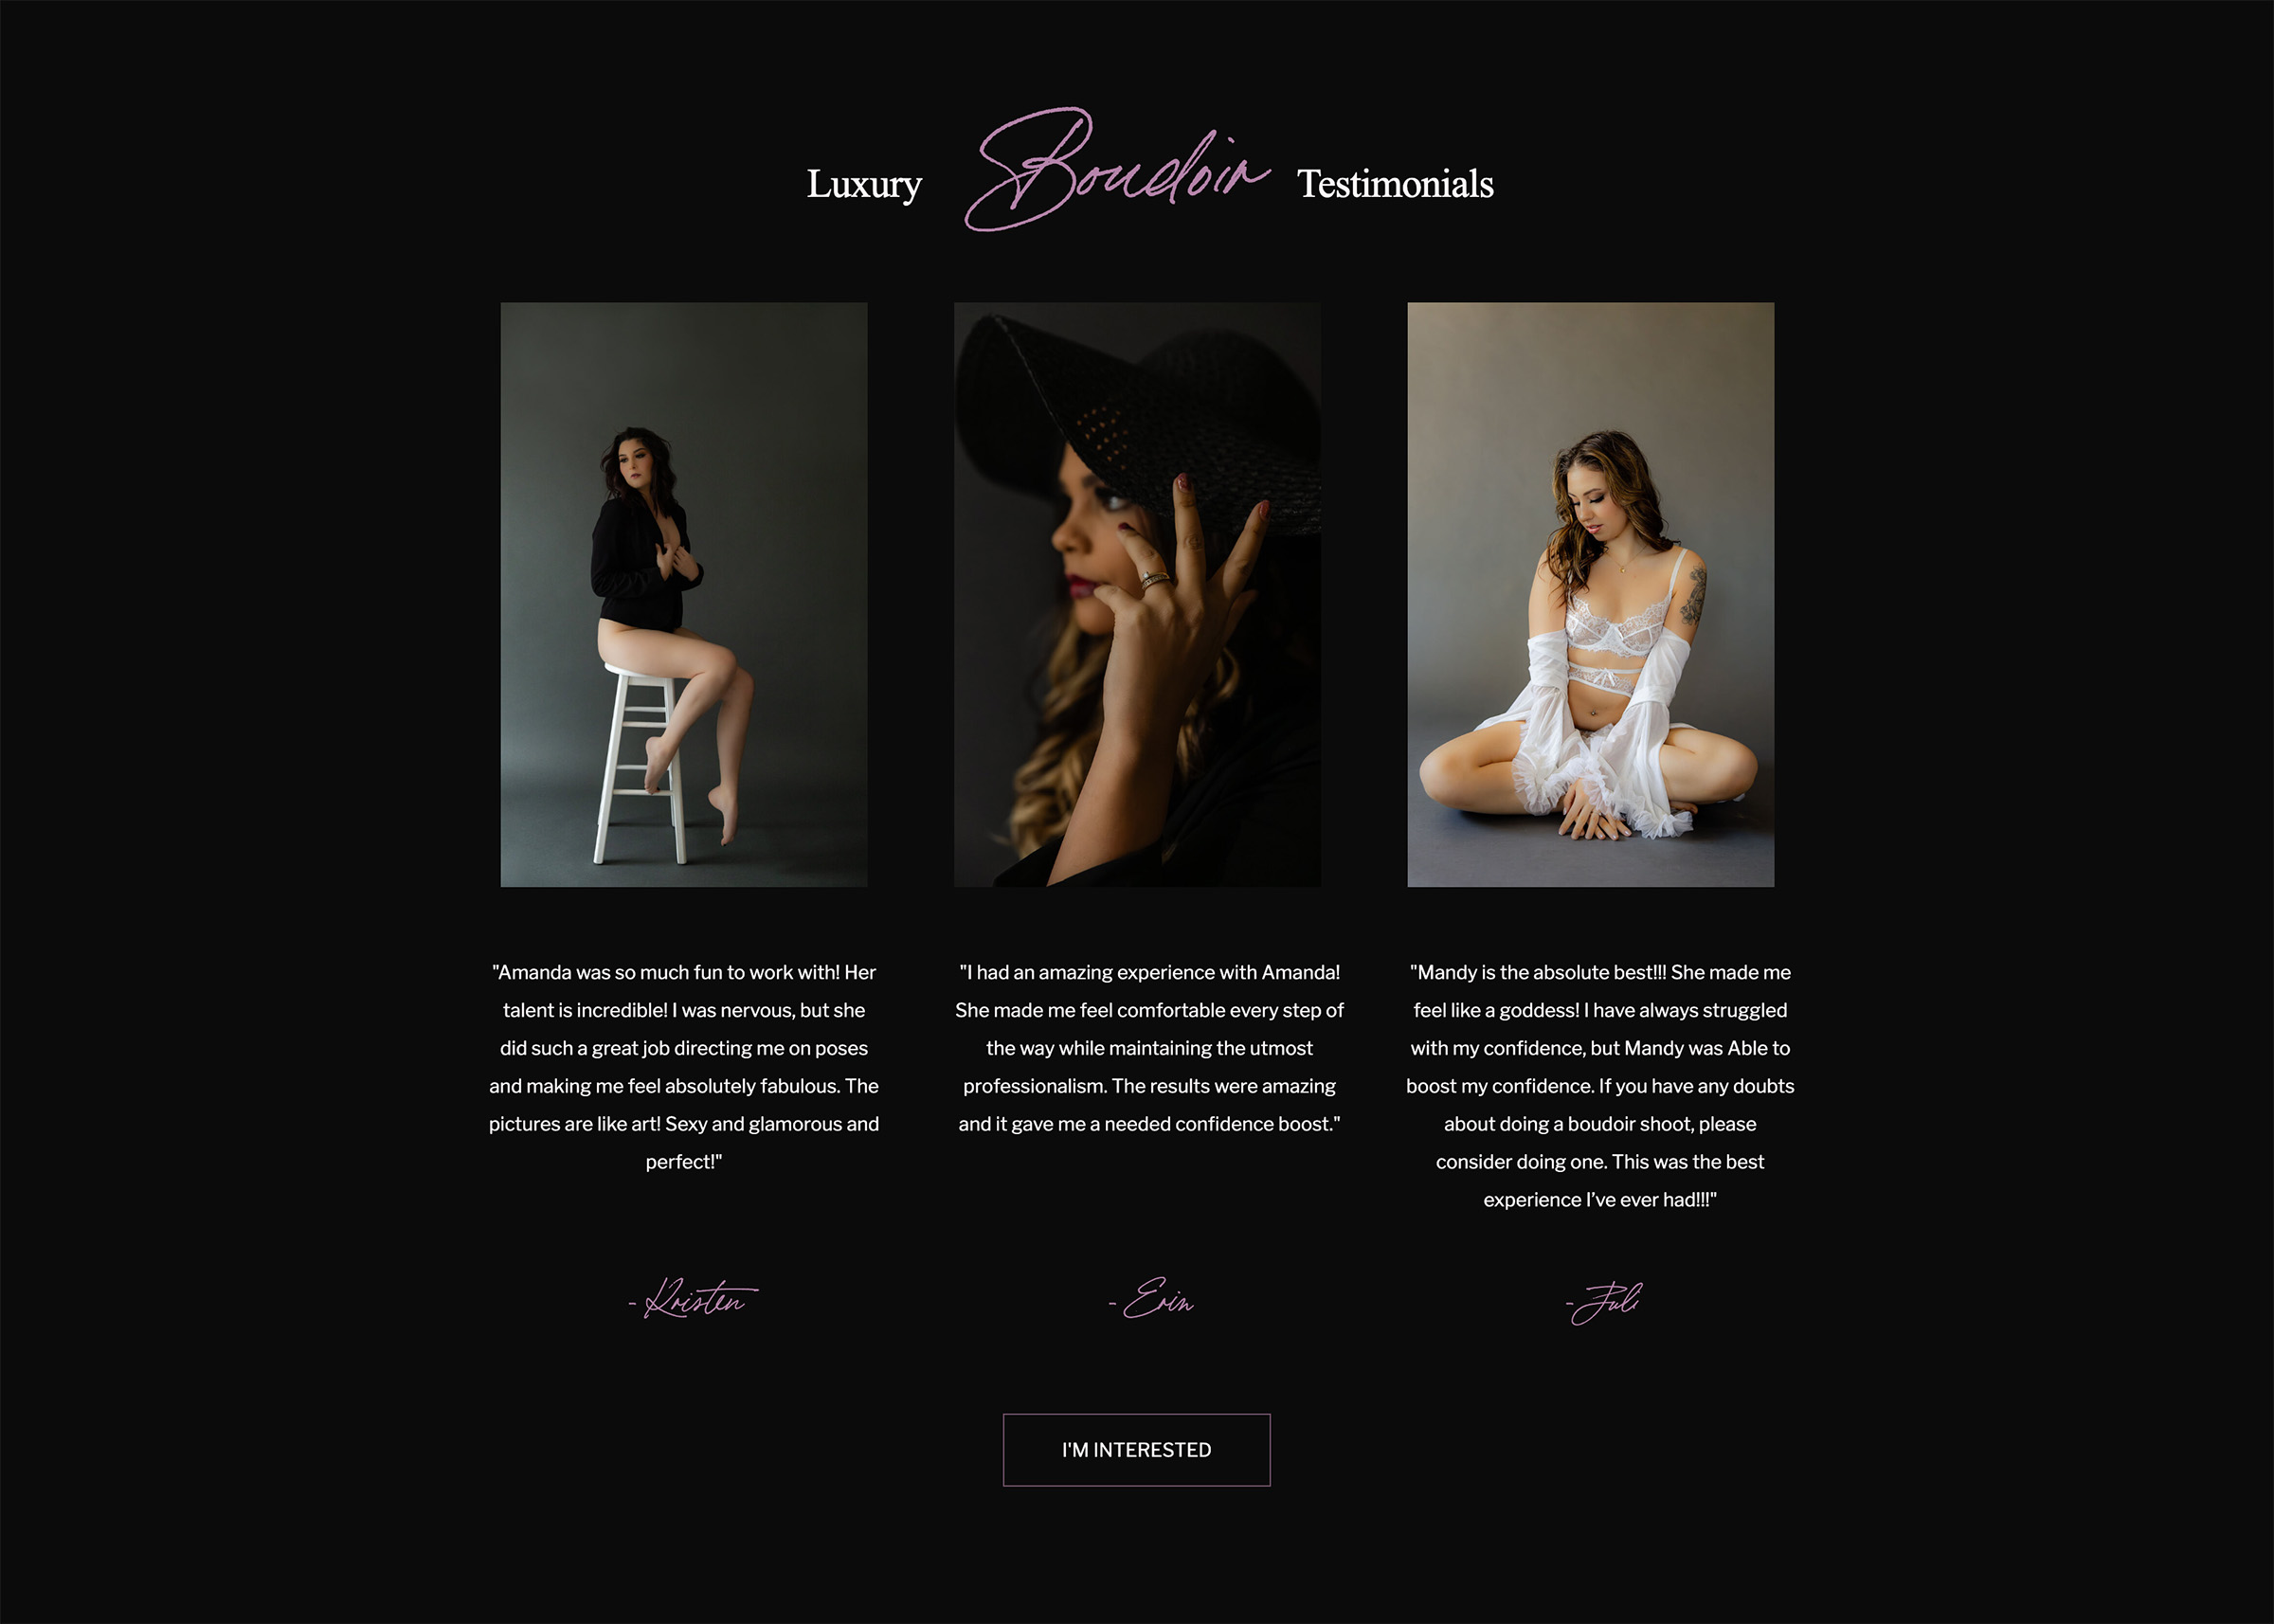 Luxury Boudoir Testimonials
"Amanda was so much fun to work with! Her
talent is incredible! I was nervous, but she
did such a great job directing me on poses
and making me feel absolutely fabulous. The
pictures are like art! Sexy and glamorous and
perfect!"
- Kristen
"I had an amazing experience with Amanda!
She made me feel comfortable every step of
the way while maintaining the utmost
professionalism. The results were amazing
and it gave me a needed confidence boost."
- Erin
"Mandy is the absolute best!!! She made me
feel like a goddess! I have always struggled
with my confidence, but Mandy was Able to
boost my confidence. If you have any doubts
about doing a boudoir shoot, please
consider doing one. This was the best
experience I’ve ever had!!!"
- Juli
I'M INTERESTED